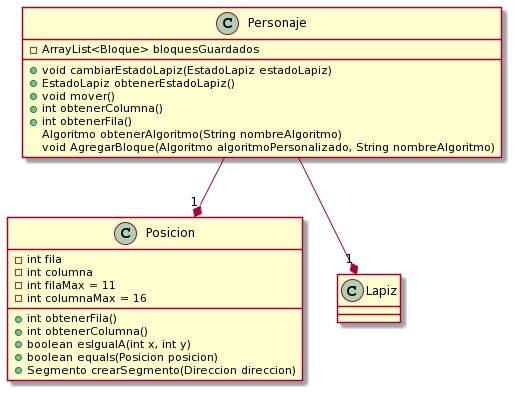 C Personaje
ArrayList<Bloque> bloquesGuardados
void cambiarEstadoLapiz(EstadoLapiz estadoLapiz)
EstadoLapiz obtenerEstadoLapiz()
void mover()
int obtenerColumna()
int obtenerFila()
Algoritmo obtenerAlgoritmo(String nombreAlgoritmo)
void AgregarBloque(Algoritmo algoritmoPersonalizado, String nombreAlgoritmo)
1
1
C Posicion
int fila
int columna
int filaMax = 11
int columnaMax = 16
int obtenerFila()
int obtenerColumna()
boolean esIgualA(int x, int y)
boolean equals(Posicion posicion)
Segmento crearSegmento(Direccion direccion)
C Lapiz